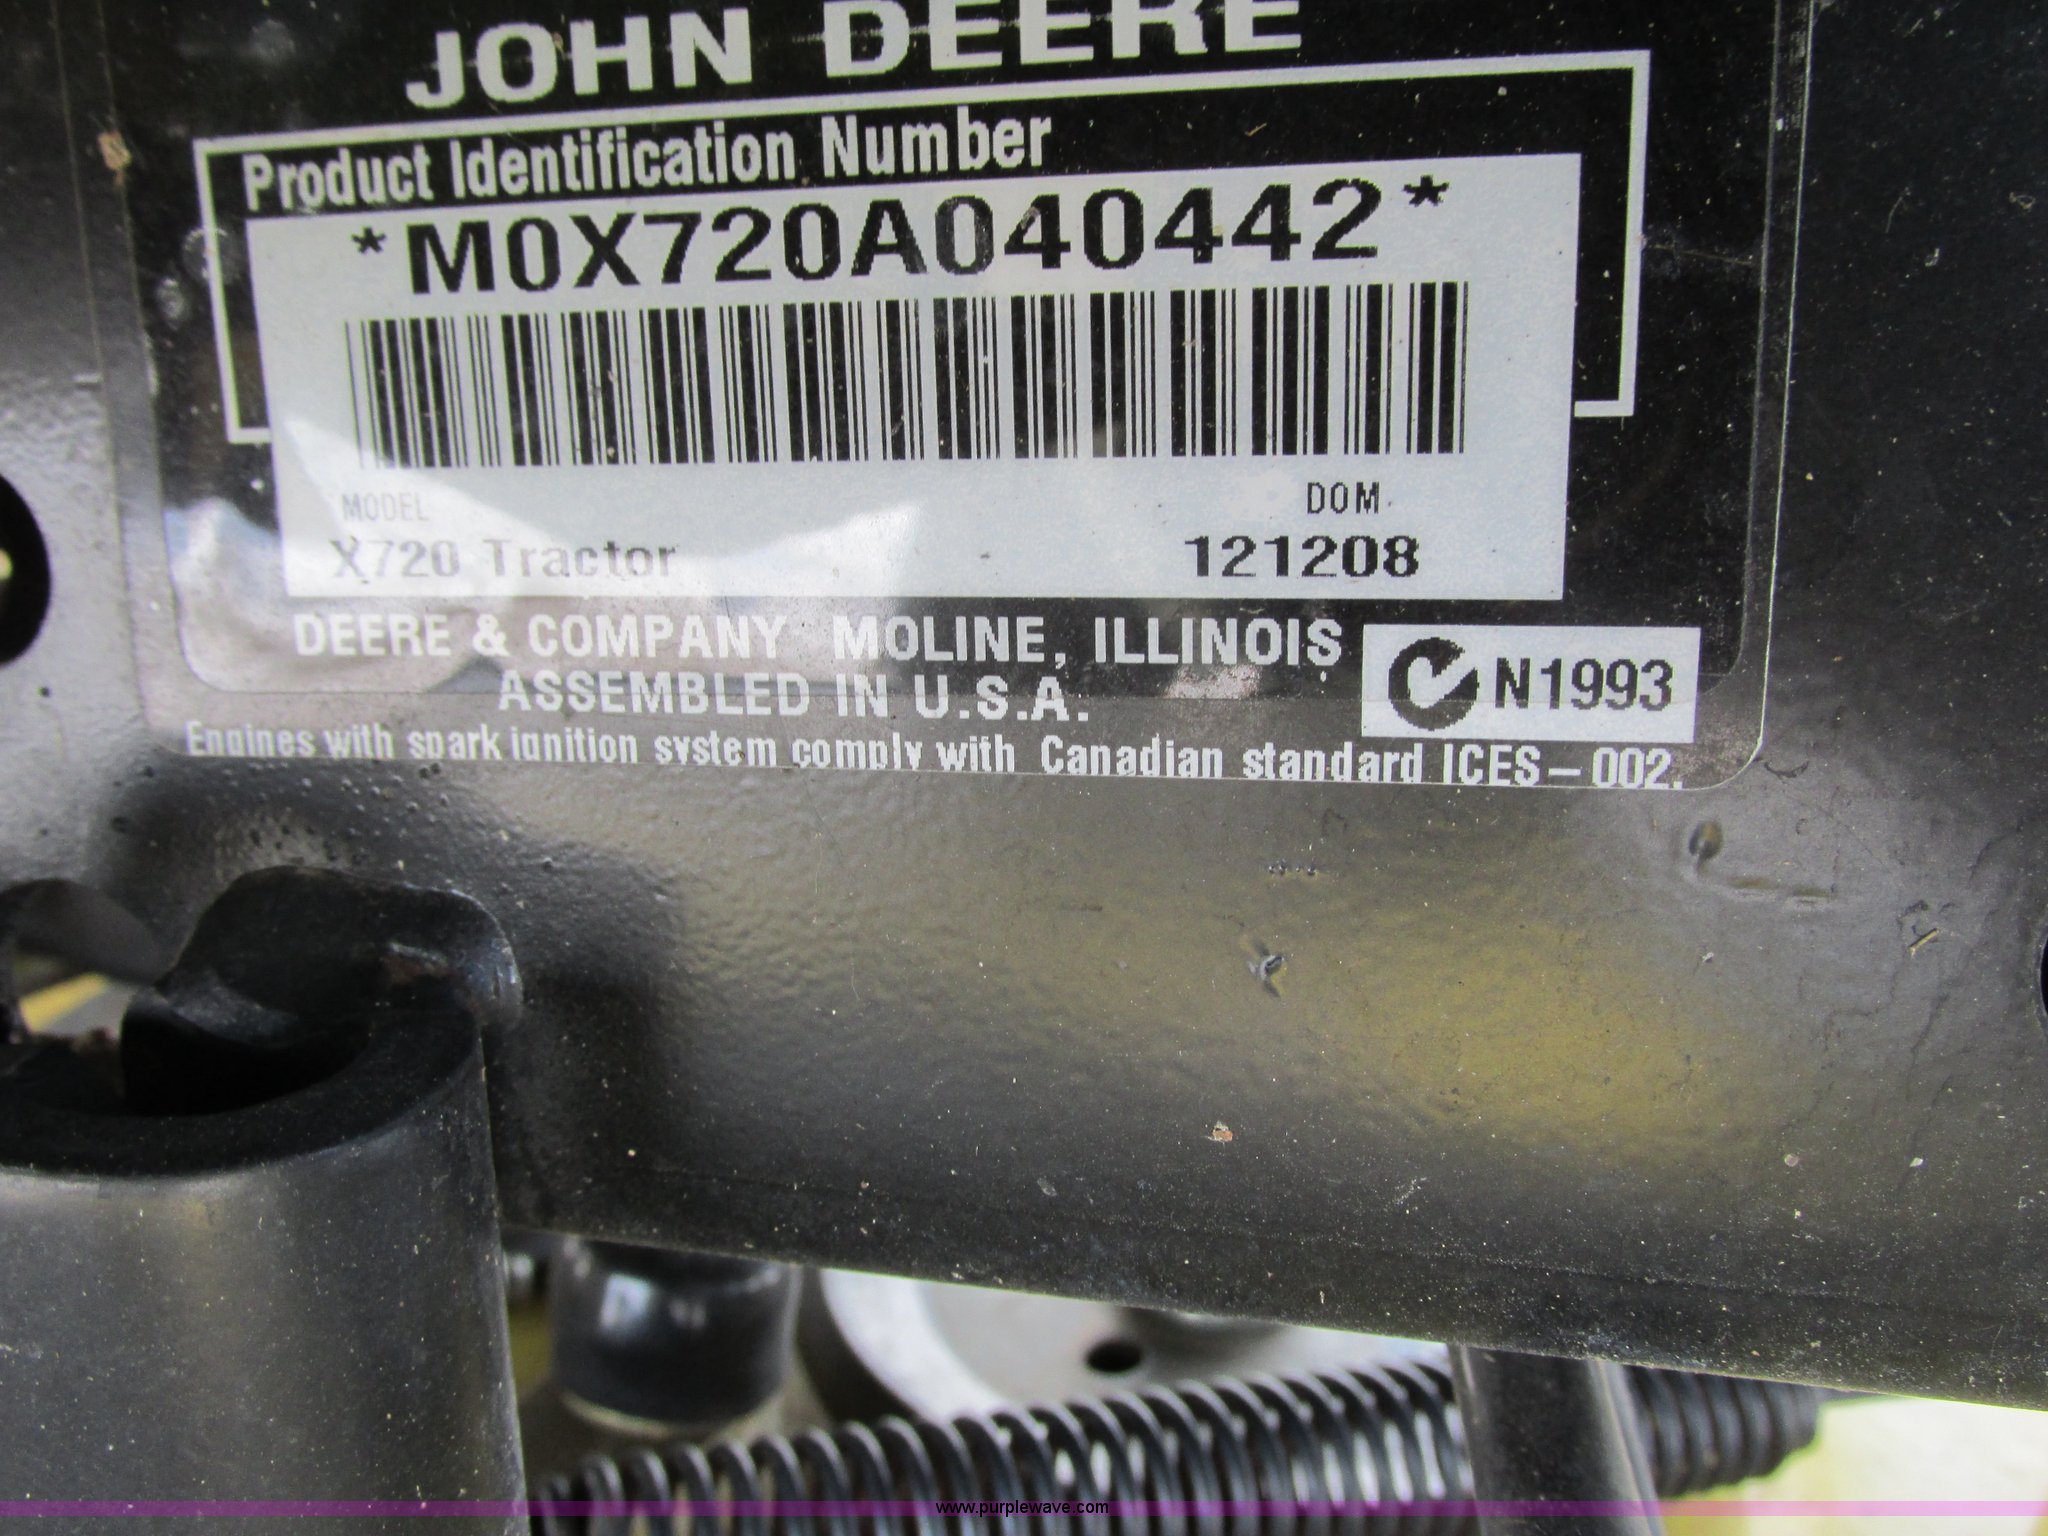 JOHN DEERE
Product Identification Number
*M0X720A040442*
MODEL
DOM
X720 Tractor
121208
DEERE & COMPANY MOLINE, ILLINOIS
ASSEMBLED IN U.S.A.
N1993
Engines with spark ignition system comply with Canadian standard ICES – 002.
www.purplewave.com